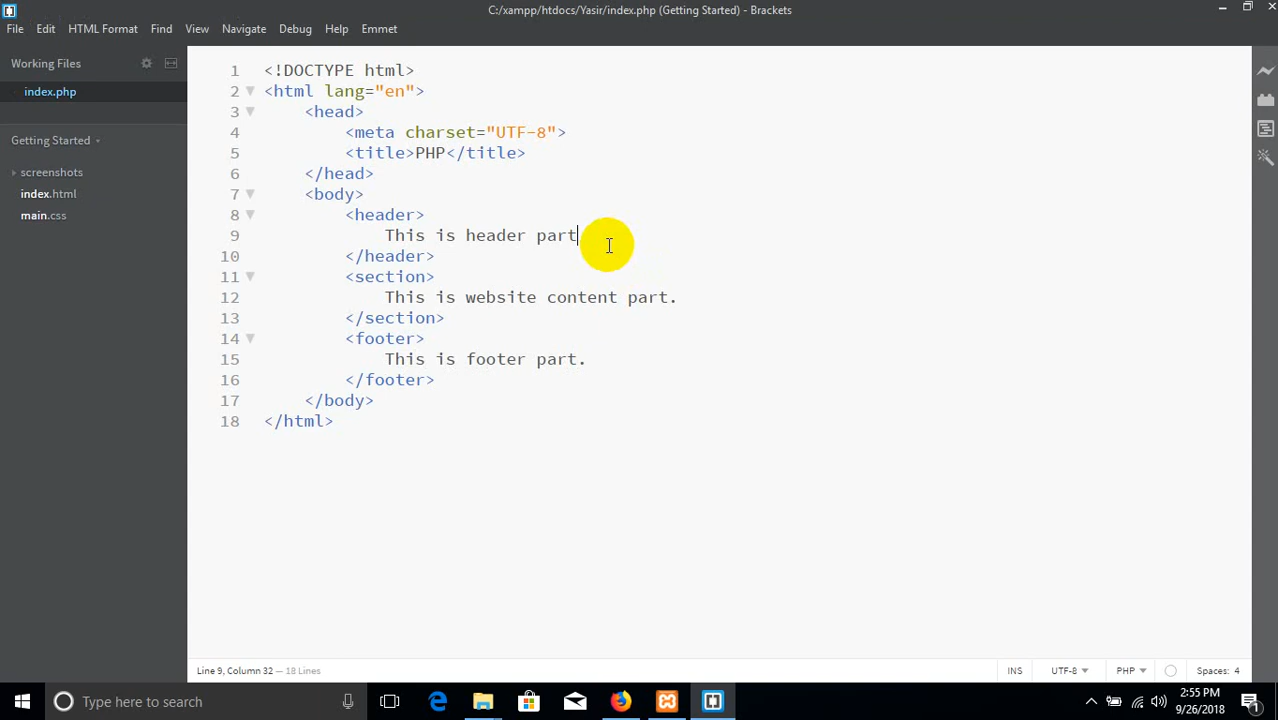 C:/xampp/htdocs/Yasir/index.php (Getting Started) - Brackets
File Edit View Navigate Debug Help Emmet HTML Format Find
Working Files
index.php
Getting Started
screenshots
index.html
main.css
1 <!DOCTYPE html>
2 <html lang="en">
3 <head>
4 <meta charset="UTF-8">
5 <title>PHP</title>
6 </head>
7 <body>
8 <header>
9 This is header part
10 </header>
11 <section>
12 This is website content part.
13 </section>
14 <footer>
15 This is footer part.
16 </footer>
17 </body>
18 </html>
Line 9, Column 32 — 18 Lines
INS UTF-8 PHP Spaces: 4
Type here to search
2:55 PM
9/26/2018
1